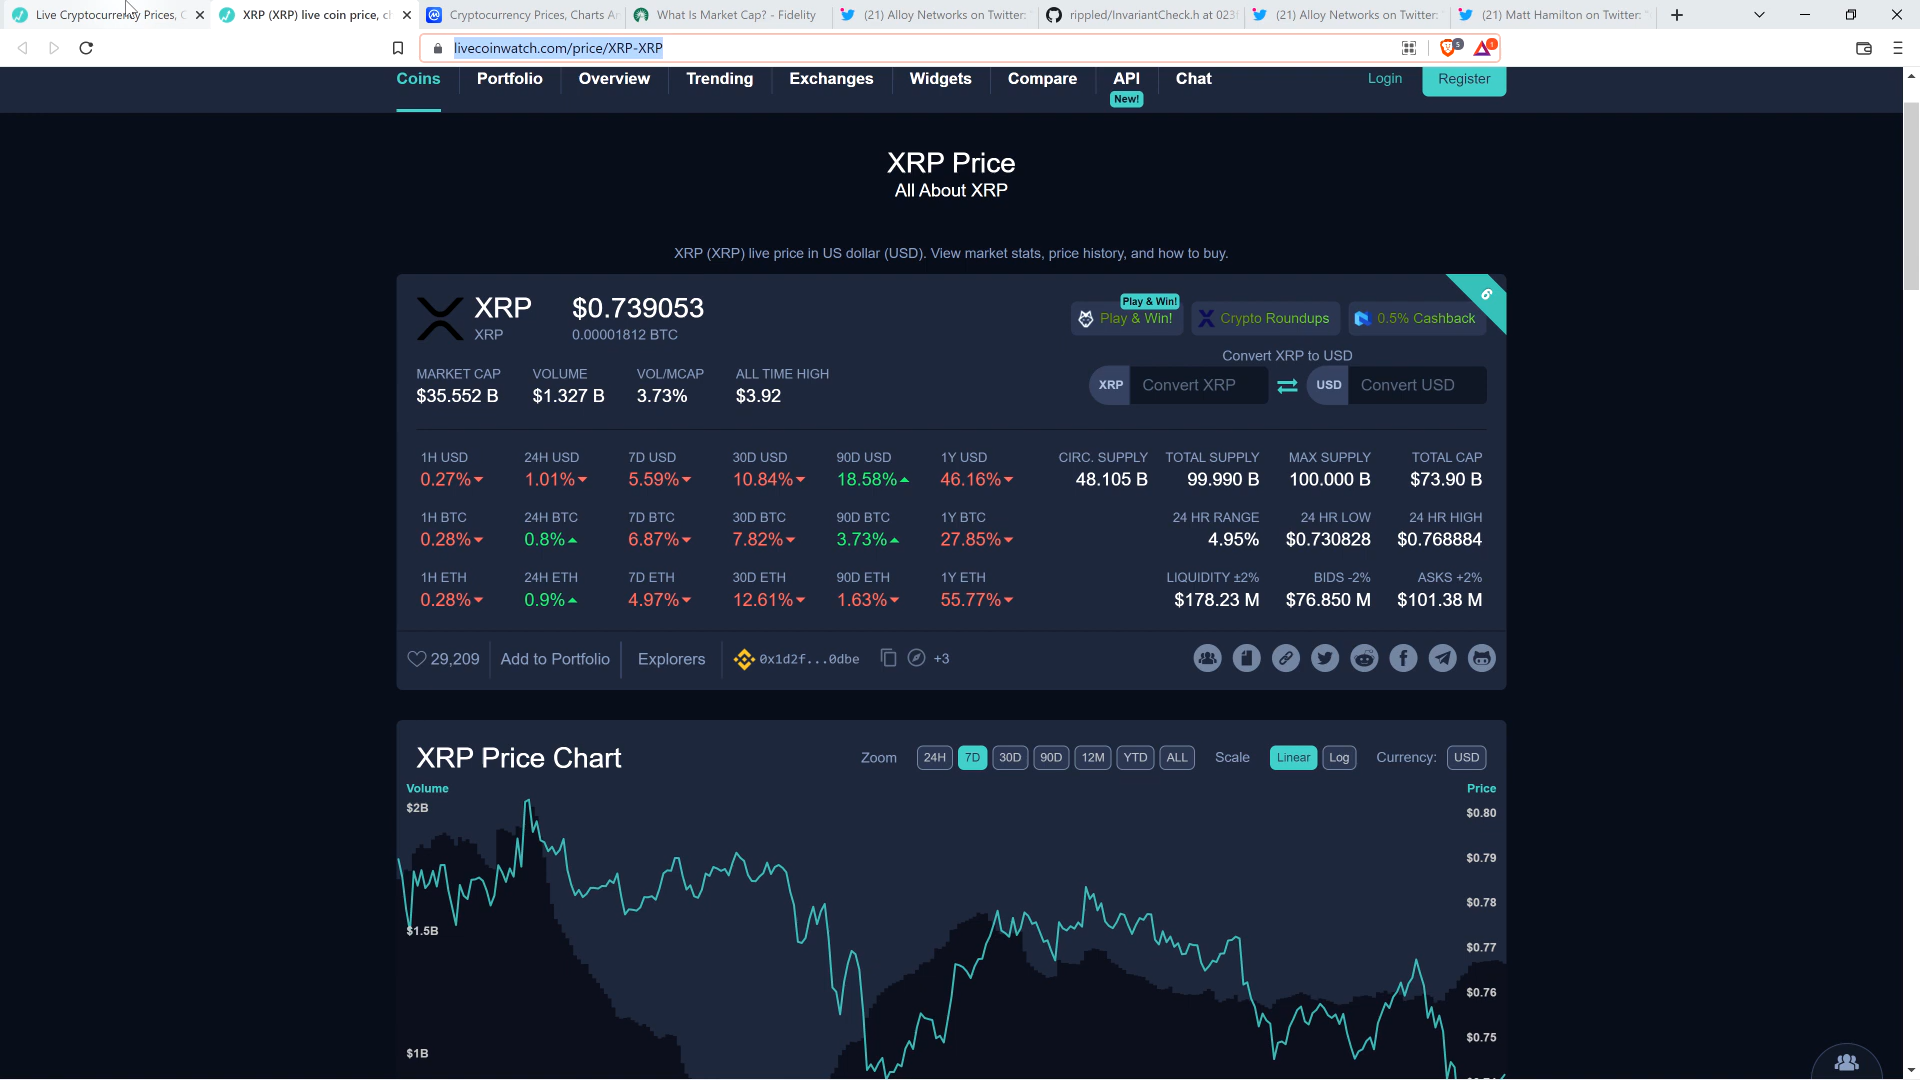 Live Cryptocurrency Prices, C
XRP (XRP) live coin price, ch
Cryptocurrency Prices, Charts An
What Is Market Cap? - Fidelity
(21) Alloy Networks on Twitter: "
rippled/InvariantCheck.h at 023f
(21) Alloy Networks on Twitter: "
(21) Matt Hamilton on Twitter: "
livecoinwatch.com/price/XRP-XRP
5
1
Coins
Portfolio
Overview
Trending
Exchanges
Widgets
Compare
API
New!
Chat
Login
Register
XRP Price
All About XRP
XRP (XRP) live price in US dollar (USD). View market stats, price history, and how to buy.
6
XRP
XRP
$0.739053
0.00001812 BTC
Play & Win!
Play & Win!
Crypto Roundups
0.5% Cashback
Convert XRP to USD
XRP Convert XRP
USD Convert USD
MARKET CAP VOLUME VOL/MCAP ALL TIME HIGH
$35.552 B $1.327 B 3.73% $3.92
1H USD 24H USD 7D USD 30D USD 90D USD 1Y USD CIRC. SUPPLY TOTAL SUPPLY MAX SUPPLY TOTAL CAP
0.27% 1.01% 5.59% 10.84% 18.58% 46.16% 48.105 B 99.990 B 100.000 B $73.90 B
1H BTC 24H BTC 7D BTC 30D BTC 90D BTC 1Y BTC 24 HR RANGE 24 HR LOW 24 HR HIGH
0.28% 0.8% 6.87% 7.82% 3.73% 27.85% 4.95% $0.730828 $0.768884
1H ETH 24H ETH 7D ETH 30D ETH 90D ETH 1Y ETH LIQUIDITY ±2% BIDS -2% ASKS +2%
0.28% 0.9% 4.97% 12.61% 1.63% 55.77% $178.23 M $76.850 M $101.38 M
29,209 Add to Portfolio Explorers 0x1d2f...0dbe +3
XRP Price Chart
Zoom 24H 7D 30D 90D 12M YTD ALL Scale Linear Log Currency: USD
Volume Price
$2B $0.80
$0.79
$0.78
$1.5B
$0.77
$0.76
$0.75
$1B